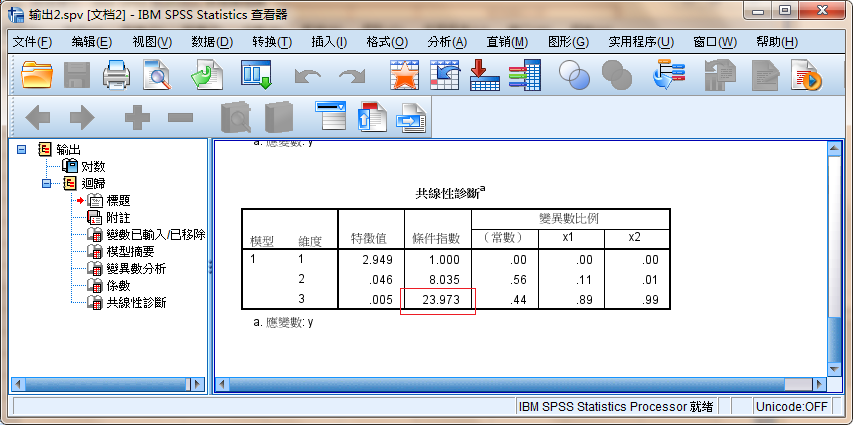 输出2.spv [文档2] - IBM SPSS Statistics 查看器
文件(F) 编辑(E) 视图(V) 数据(D) 转换(T) 插入(I) 格式(O) 分析(A) 直销(M) 图形(G) 实用程序(U) 窗口(W) 帮助(H)
输出
对数
迴歸
標題
附註
變數已輸入/已移除
模型摘要
變異數分析
係數
共線性診斷
a. 應變數: y
共線性診斷a
模型 維度 特徵值 條件指數 變異數比例
（常數） x1 x2
1 1 2.949 1.000 .00 .00 .00
2 .046 8.035 .56 .11 .01
3 .005 23.973 .44 .89 .99
a. 應變數: y
IBM SPSS Statistics Processor 就绪 Unicode:OFF